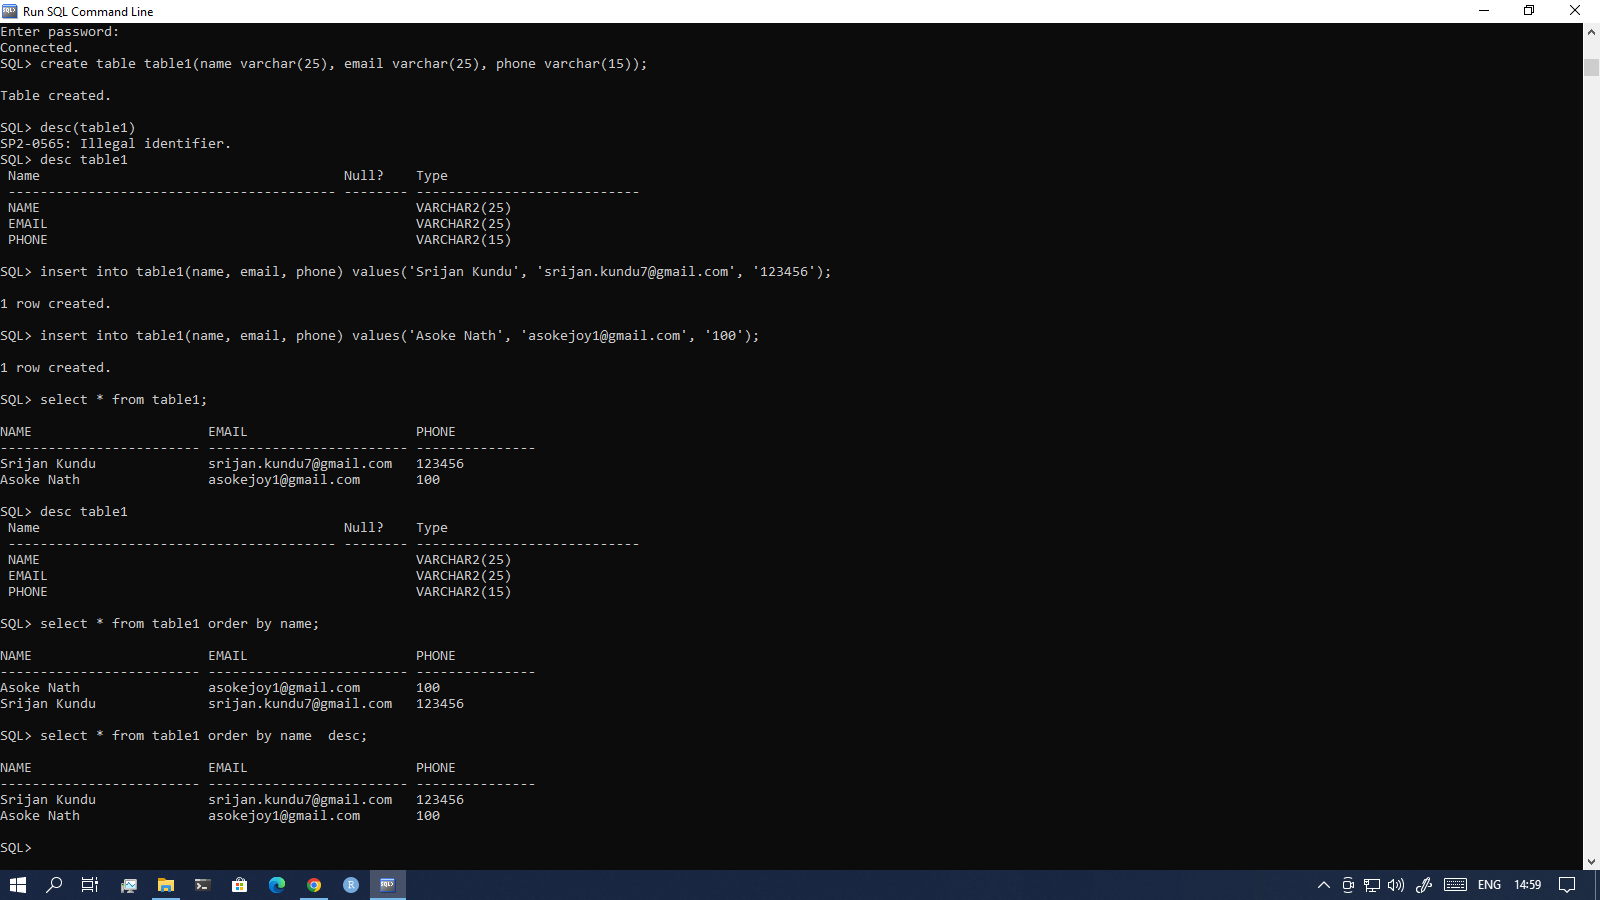 Run SQL Command Line
Enter password:
Connected.
SQL> create table table1(name varchar(25), email varchar(25), phone varchar(15));
Table created.
SQL> desc(table1)
SP2-0565: Illegal identifier.
SQL> desc table1
Name Null? Type
----------------------------------------- -------- ----------------------------
NAME VARCHAR2(25)
EMAIL VARCHAR2(25)
PHONE VARCHAR2(15)
SQL> insert into table1(name, email, phone) values('Srijan Kundu', 'srijan.kundu7@gmail.com', '123456');
1 row created.
SQL> insert into table1(name, email, phone) values('Asoke Nath', 'asokejoy1@gmail.com', '100');
1 row created.
SQL> select * from table1;
NAME EMAIL PHONE
------------------------- ------------------------- ---------------
Srijan Kundu srijan.kundu7@gmail.com 123456
Asoke Nath asokejoy1@gmail.com 100
SQL> desc table1
Name Null? Type
----------------------------------------- -------- ----------------------------
NAME VARCHAR2(25)
EMAIL VARCHAR2(25)
PHONE VARCHAR2(15)
SQL> select * from table1 order by name;
NAME EMAIL PHONE
------------------------- ------------------------- ---------------
Asoke Nath asokejoy1@gmail.com 100
Srijan Kundu srijan.kundu7@gmail.com 123456
SQL> select * from table1 order by name  desc;
NAME EMAIL PHONE
------------------------- ------------------------- ---------------
Srijan Kundu srijan.kundu7@gmail.com 123456
Asoke Nath asokejoy1@gmail.com 100
SQL>
R SQL> ENG 14:59